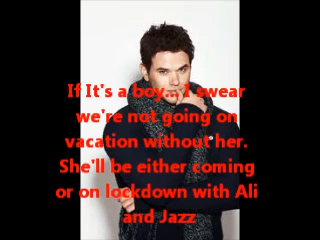 If It's a boy... I swear
we're not going on
vacation without her.
She'll be either coming
or on lockdown with Ali
and Jazz